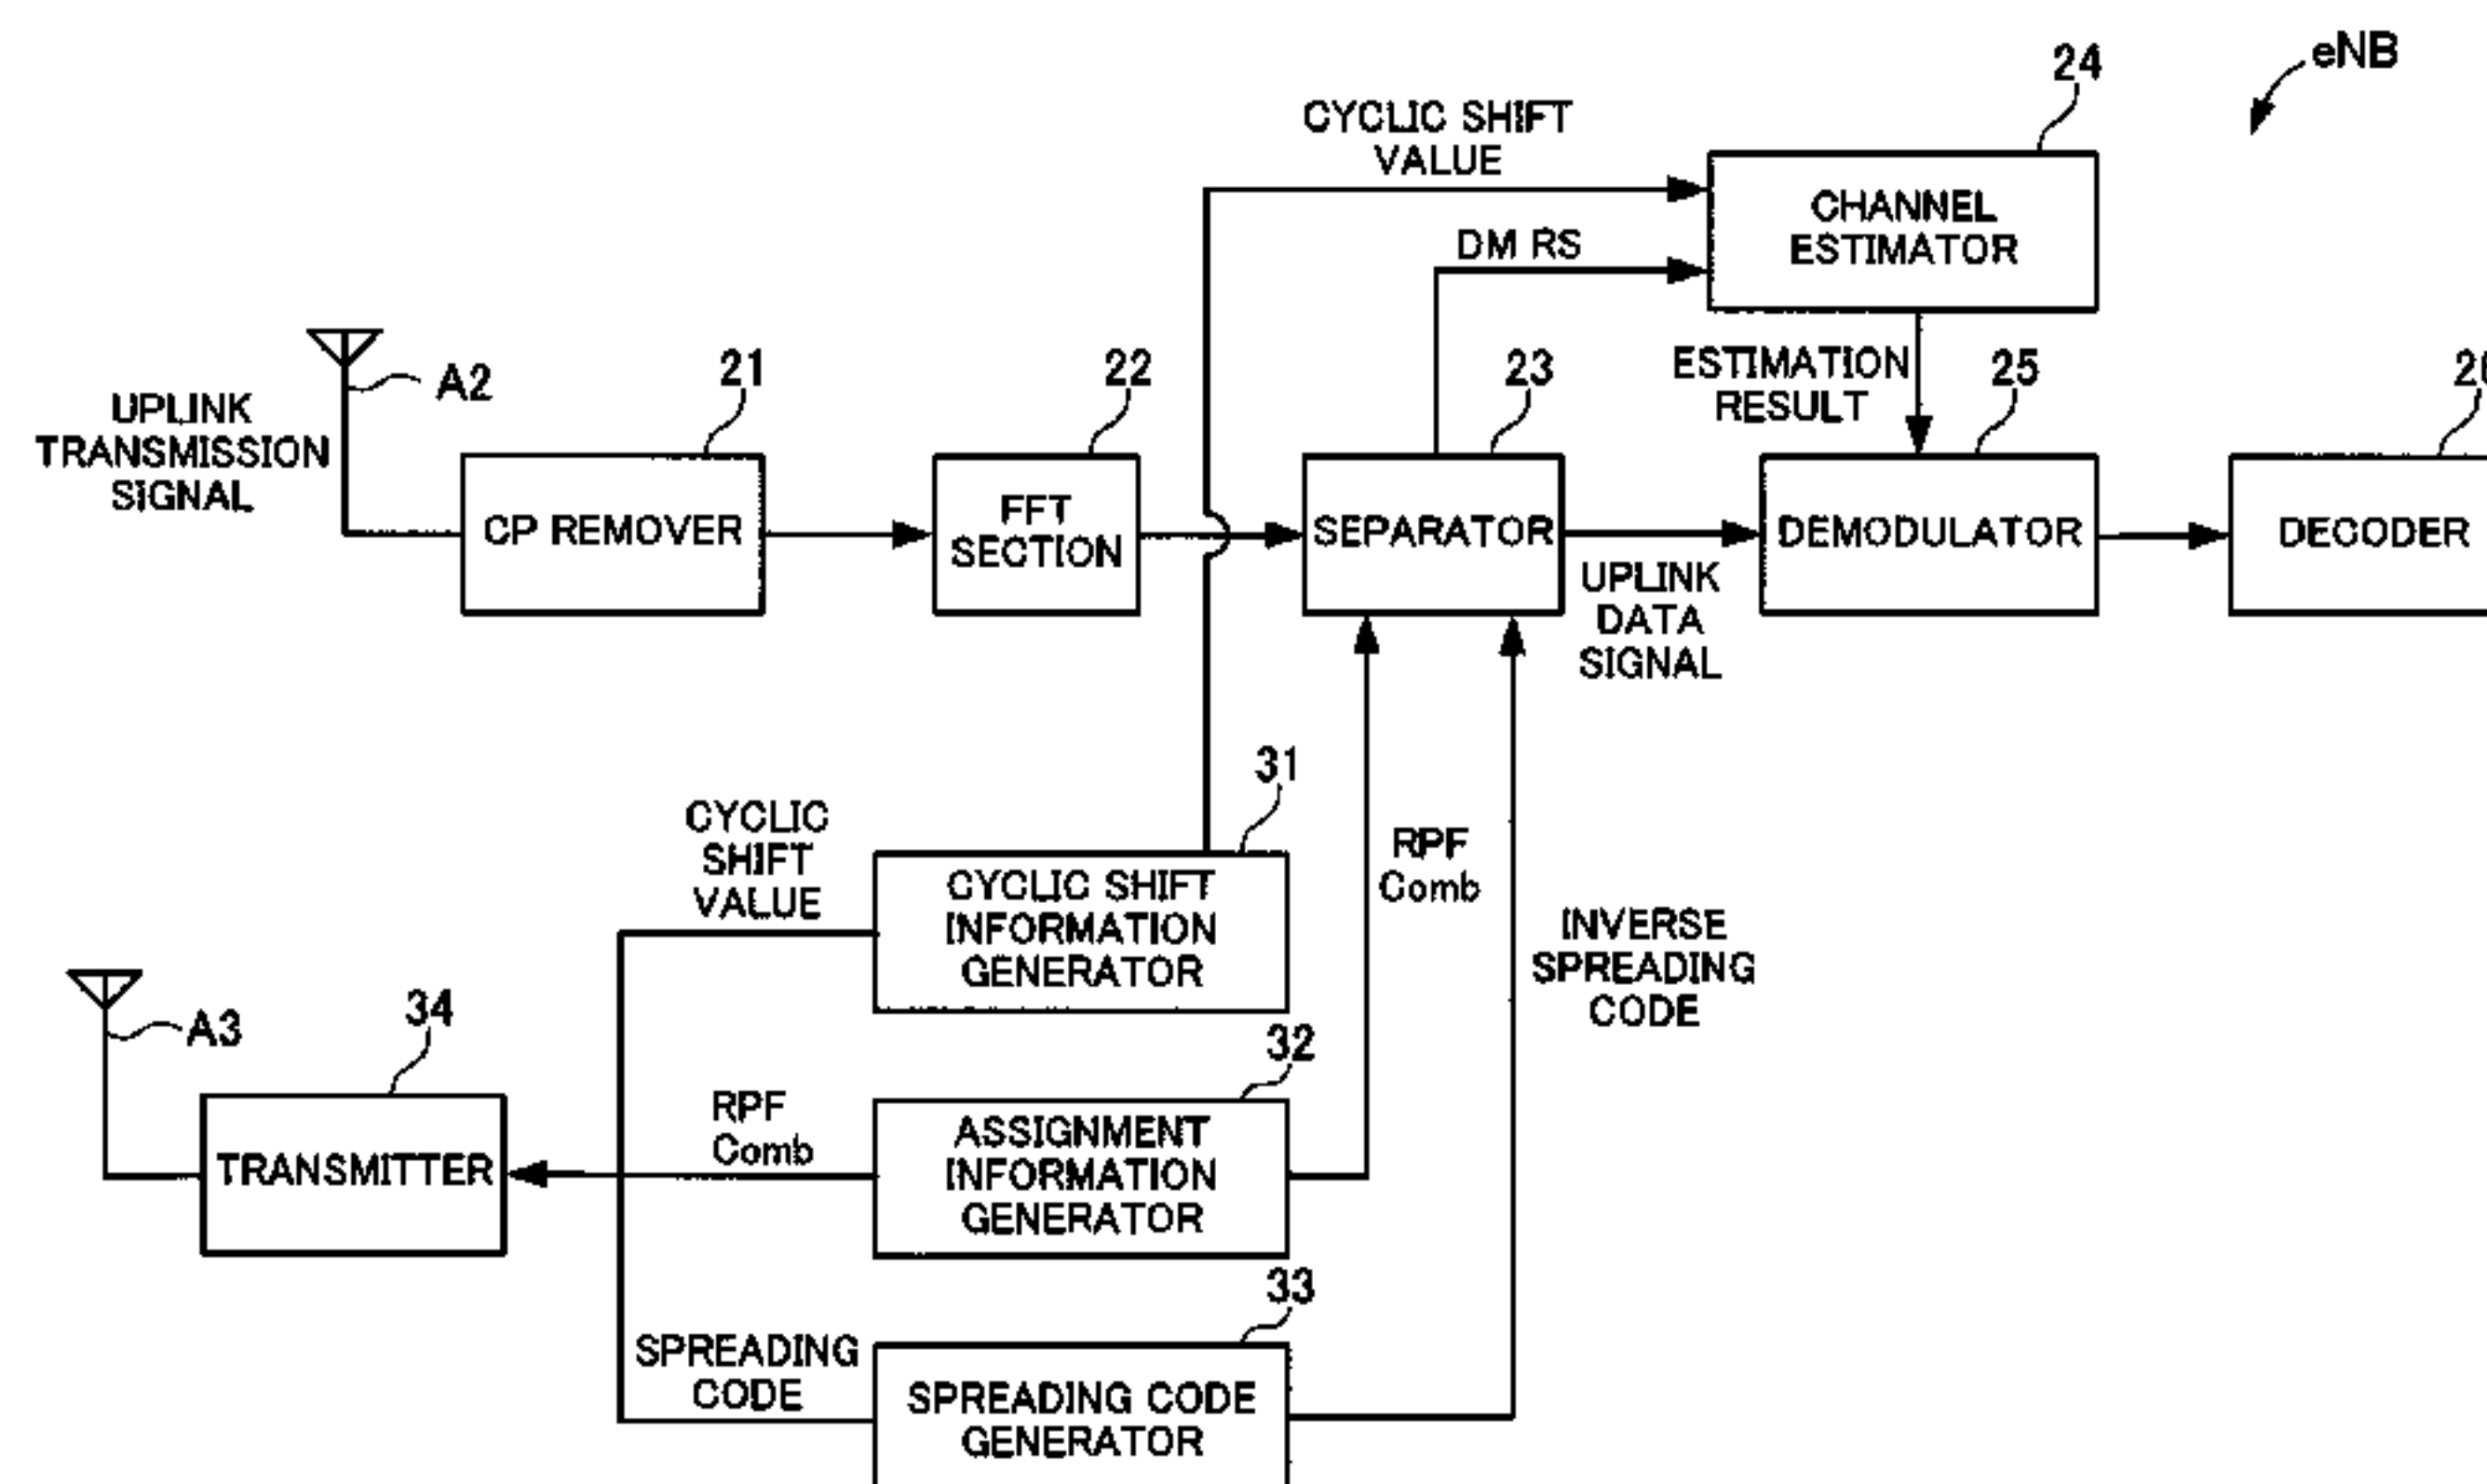 eNB
24
CYCLIC SHIFT
VALUE
CHANNEL
ESTIMATOR
DM RS
A2
21
22
23
ESTIMATION
RESULT
25
UPLINK
TRANSMISSION
SIGNAL
CP REMOVER
FFT
SECTION
SEPARATOR
DEMODULATOR
DECODER
UPLINK
DATA
SIGNAL
31
CYCLIC
SHIFT
VALUE
CYCLIC SHIFT
INFORMATION
GENERATOR
RPF
Comb
INVERSE
SPREADING
CODE
A3
34
32
TRANSMITTER
RPF
Comb
ASSIGNMENT
INFORMATION
GENERATOR
33
SPREADING
CODE
SPREADING CODE
GENERATOR